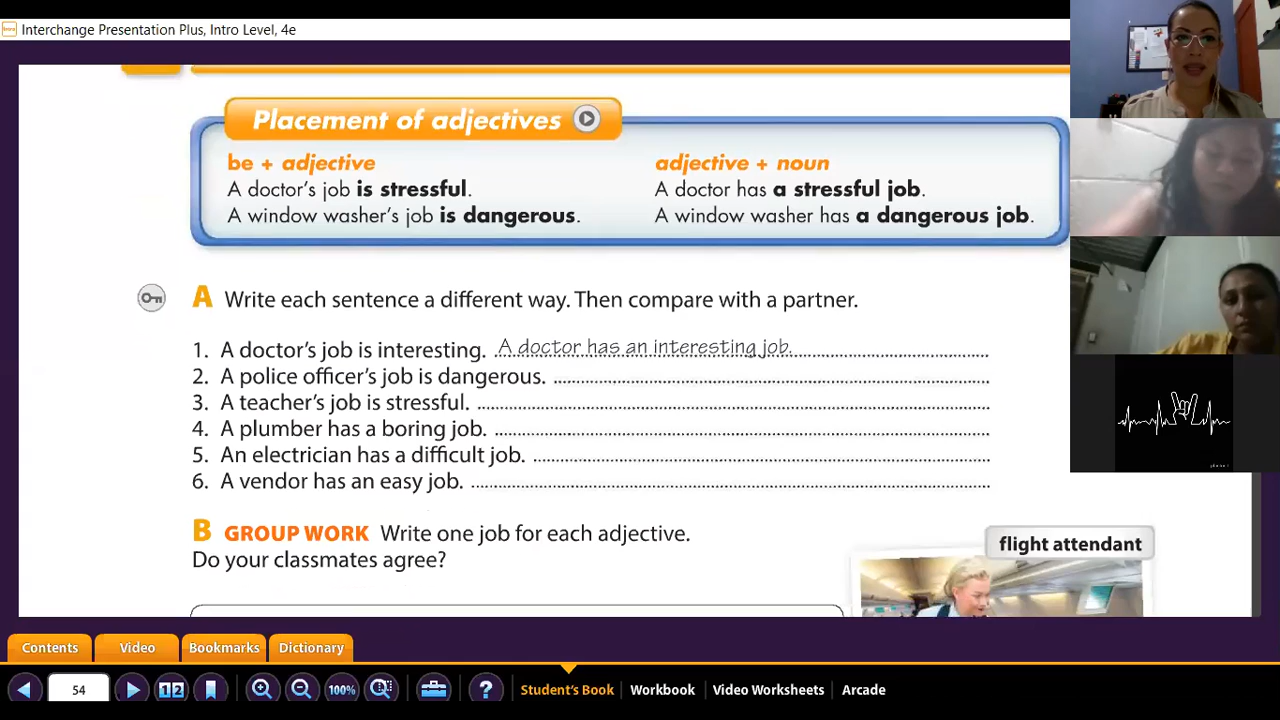 Interchange Presentation Plus, Intro Level, 4e
Placement of adjectives
be + adjective
A doctor's job is stressful.
A window washer's job is dangerous.
adjective + noun
A doctor has a stressful job.
A window washer has a dangerous job.
A Write each sentence a different way. Then compare with a partner.
1. A doctor's job is interesting. A doctor has an interesting job.
2. A police officer's job is dangerous.
3. A teacher's job is stressful.
4. A plumber has a boring job.
5. An electrician has a difficult job.
6. A vendor has an easy job.
B GROUP WORK Write one job for each adjective.
Do your classmates agree?
flight attendant
Contents Video Bookmarks Dictionary
54 1 2 100% ? Student's Book Workbook Video Worksheets Arcade